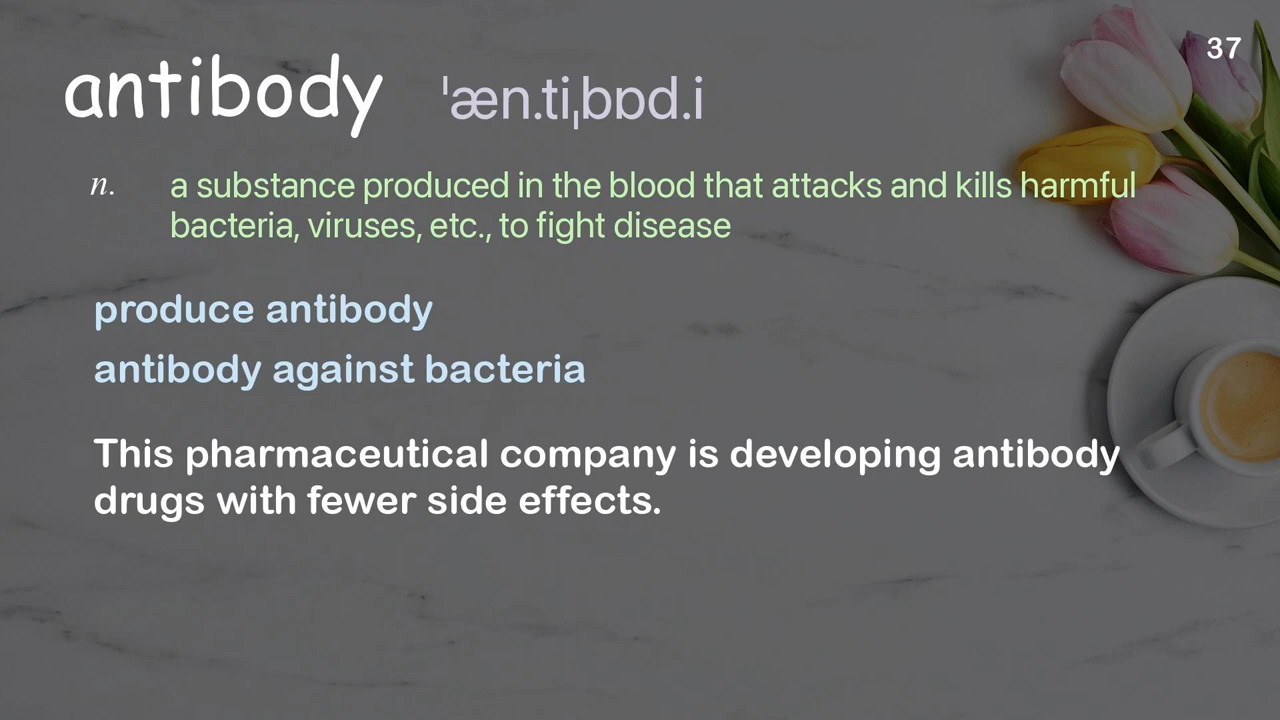 37
antibody ˈæn.tiˌbɒd.i
n. a substance produced in the blood that attacks and kills harmful
bacteria, viruses, etc., to fight disease
produce antibody
antibody against bacteria
This pharmaceutical company is developing antibody
drugs with fewer side effects.